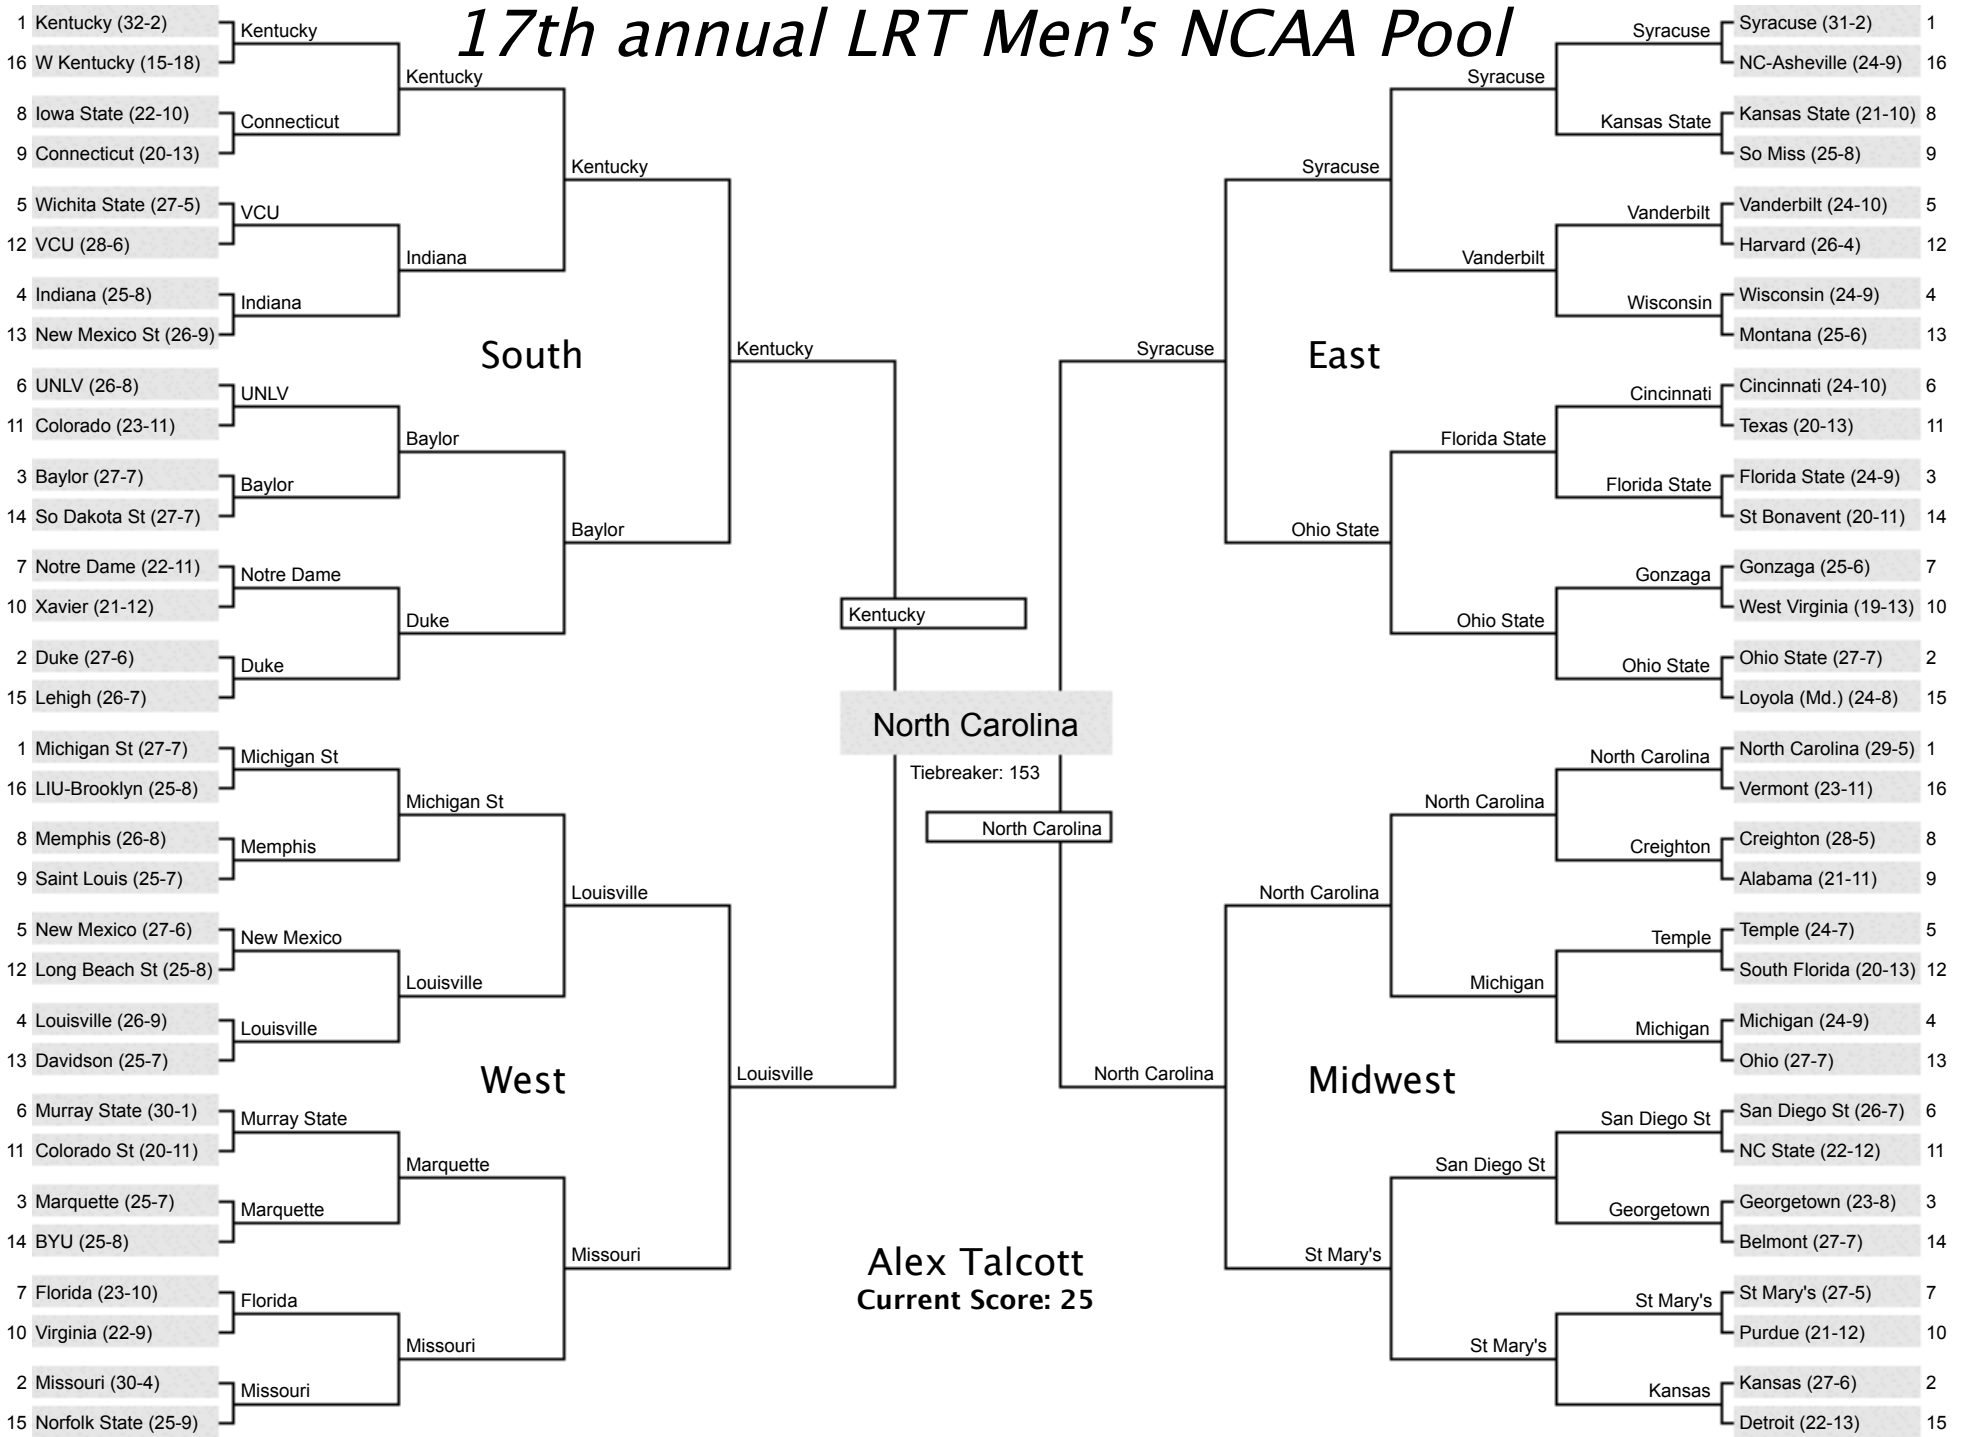 17th annual LRT Men's NCAA Pool
1 Kentucky (32-2)
16 W Kentucky (15-18)
8 Iowa State (22-10)
9 Connecticut (20-13)
5 Wichita State (27-5)
12 VCU (28-6)
4 Indiana (25-8)
13 New Mexico St (26-9)
6 UNLV (26-8)
11 Colorado (23-11)
3 Baylor (27-7)
14 So Dakota St (27-7)
7 Notre Dame (22-11)
10 Xavier (21-12)
2 Duke (27-6)
15 Lehigh (26-7)
Kentucky
Connecticut
VCU
Indiana
UNLV
Baylor
Notre Dame
Duke
Kentucky
Indiana
Baylor
Duke
Kentucky
Baylor
Kentucky
South
1 Michigan St (27-7)
16 LIU-Brooklyn (25-8)
8 Memphis (26-8)
9 Saint Louis (25-7)
5 New Mexico (27-6)
12 Long Beach St (25-8)
4 Louisville (26-9)
13 Davidson (25-7)
6 Murray State (30-1)
11 Colorado St (20-11)
3 Marquette (25-7)
14 BYU (25-8)
7 Florida (23-10)
10 Virginia (22-9)
2 Missouri (30-4)
15 Norfolk State (25-9)
Michigan St
Memphis
New Mexico
Louisville
Murray State
Marquette
Florida
Missouri
Michigan St
Louisville
Marquette
Missouri
Louisville
Missouri
Louisville
West
Kentucky
North Carolina
Tiebreaker: 153
North Carolina
Alex Talcott
Current Score: 25
Syracuse (31-2) 1
NC-Asheville (24-9) 16
Kansas State (21-10) 8
So Miss (25-8) 9
Vanderbilt (24-10) 5
Harvard (26-4) 12
Wisconsin (24-9) 4
Montana (25-6) 13
Cincinnati (24-10) 6
Texas (20-13) 11
Florida State (24-9) 3
St Bonavent (20-11) 14
Gonzaga (25-6) 7
West Virginia (19-13) 10
Ohio State (27-7) 2
Loyola (Md.) (24-8) 15
Syracuse
Kansas State
Vanderbilt
Wisconsin
Cincinnati
Florida State
Gonzaga
Ohio State
Syracuse
Vanderbilt
Florida State
Ohio State
Syracuse
Ohio State
Syracuse
East
North Carolina (29-5) 1
Vermont (23-11) 16
Creighton (28-5) 8
Alabama (21-11) 9
Temple (24-7) 5
South Florida (20-13) 12
Michigan (24-9) 4
Ohio (27-7) 13
San Diego St (26-7) 6
NC State (22-12) 11
Georgetown (23-8) 3
Belmont (27-7) 14
St Mary's (27-5) 7
Purdue (21-12) 10
Kansas (27-6) 2
Detroit (22-13) 15
North Carolina
Creighton
Temple
Michigan
San Diego St
Georgetown
St Mary's
Kansas
North Carolina
Michigan
San Diego St
St Mary's
North Carolina
St Mary's
North Carolina
Midwest